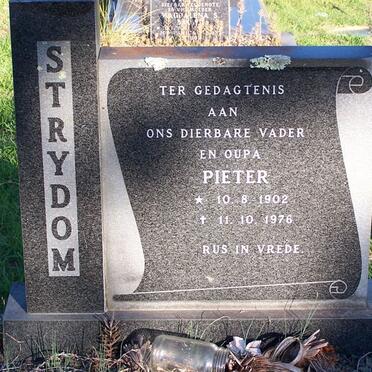 MAGDALENA S.
STRYDOM
TER GEDAGTENIS
AAN
ONS DIERBARE VADER
EN OUPA
PIETER
★ 10. 8. 1902
† 11. 10. 1976
RUS IN VREDE.